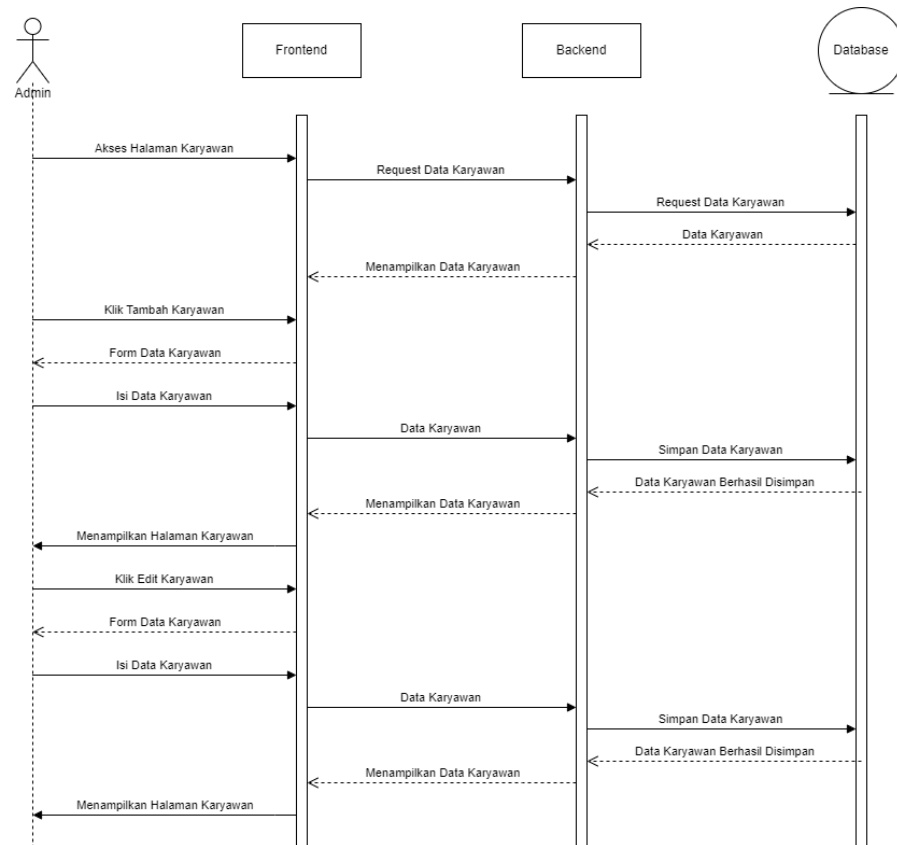 Admin
Frontend
Backend
Database
Akses Halaman Karyawan
Request Data Karyawan
Request Data Karyawan
Data Karyawan
Menampilkan Data Karyawan
Klik Tambah Karyawan
Form Data Karyawan
Isi Data Karyawan
Data Karyawan
Simpan Data Karyawan
Data Karyawan Berhasil Disimpan
Menampilkan Data Karyawan
Menampilkan Halaman Karyawan
Klik Edit Karyawan
Form Data Karyawan
Isi Data Karyawan
Data Karyawan
Simpan Data Karyawan
Data Karyawan Berhasil Disimpan
Menampilkan Data Karyawan
Menampilkan Halaman Karyawan